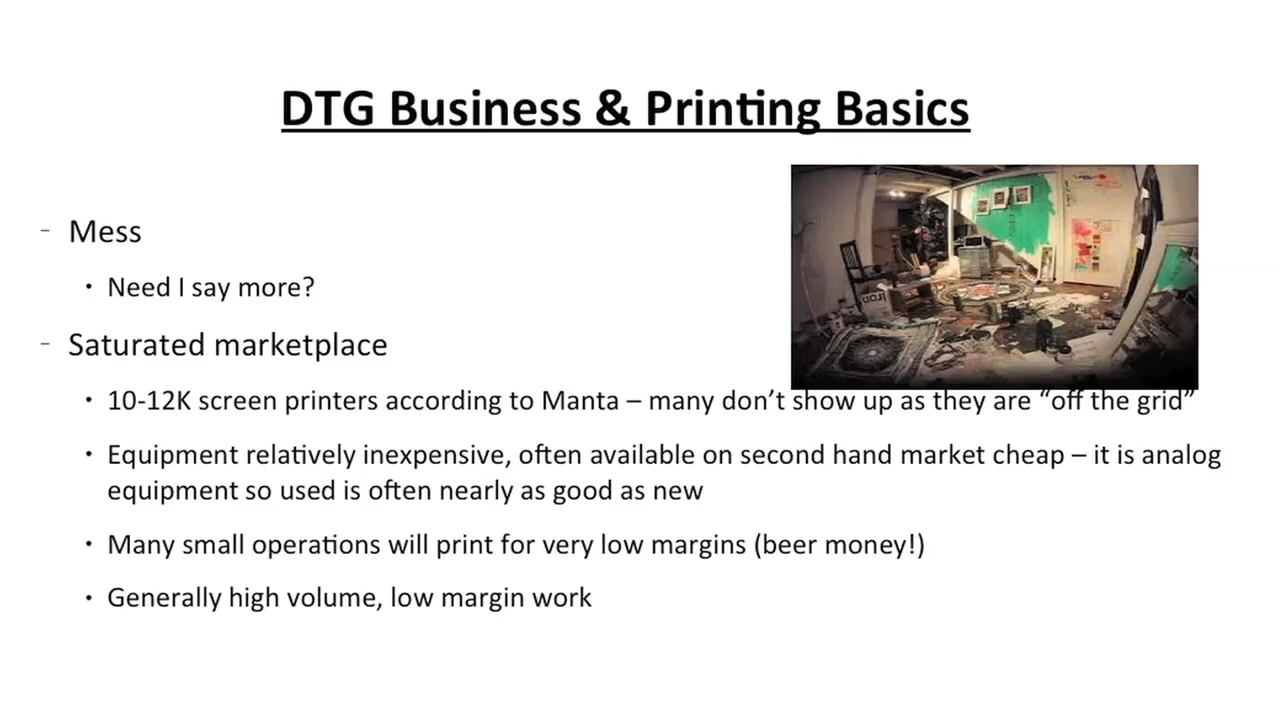 DTG Business & Printing Basics
- Mess
• Need I say more?
- Saturated marketplace
• 10-12K screen printers according to Manta – many don’t show up as they are “off the grid”
• Equipment relatively inexpensive, often available on second hand market cheap – it is analog
equipment so used is often nearly as good as new
• Many small operations will print for very low margins (beer money!)
• Generally high volume, low margin work